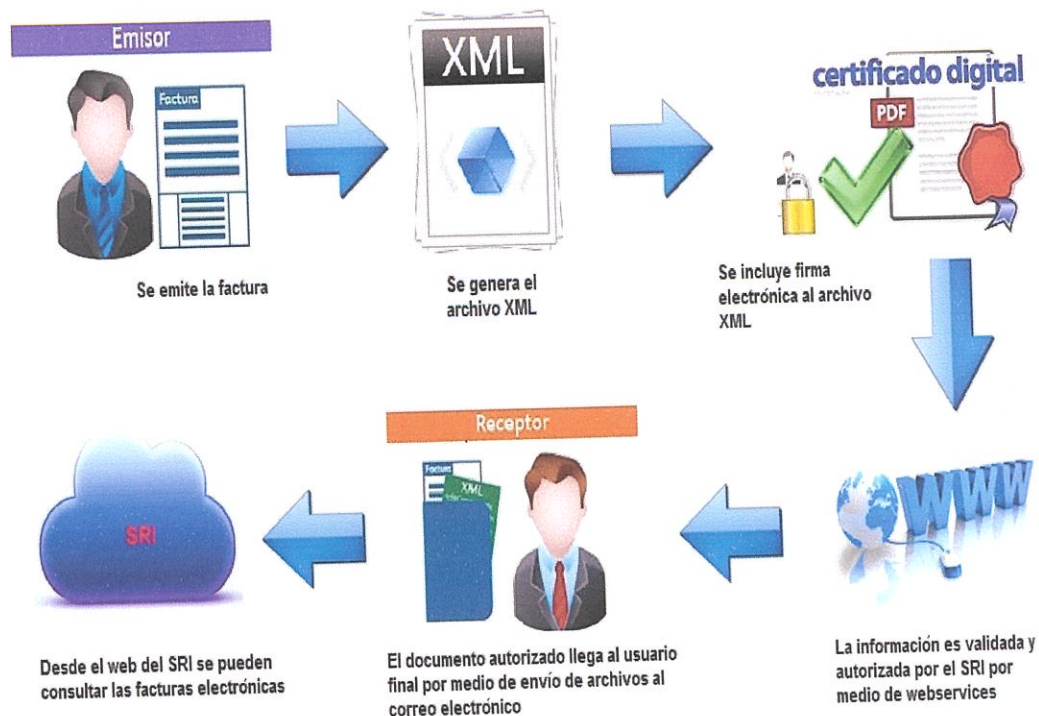 Emisor
Factura
Se emite la factura
XML
Se genera el
archivo XML
certificado digital
PDF
Se incluye firma
electrónica al archivo
XML
WWW
La información es validada y
autorizada por el SRI por
medio de webservices
Receptor
Factura
XML
El documento autorizado llega al usuario
final por medio de envío de archivos al
correo electrónico
SRI
Desde el web del SRI se pueden
consultar las facturas electrónicas